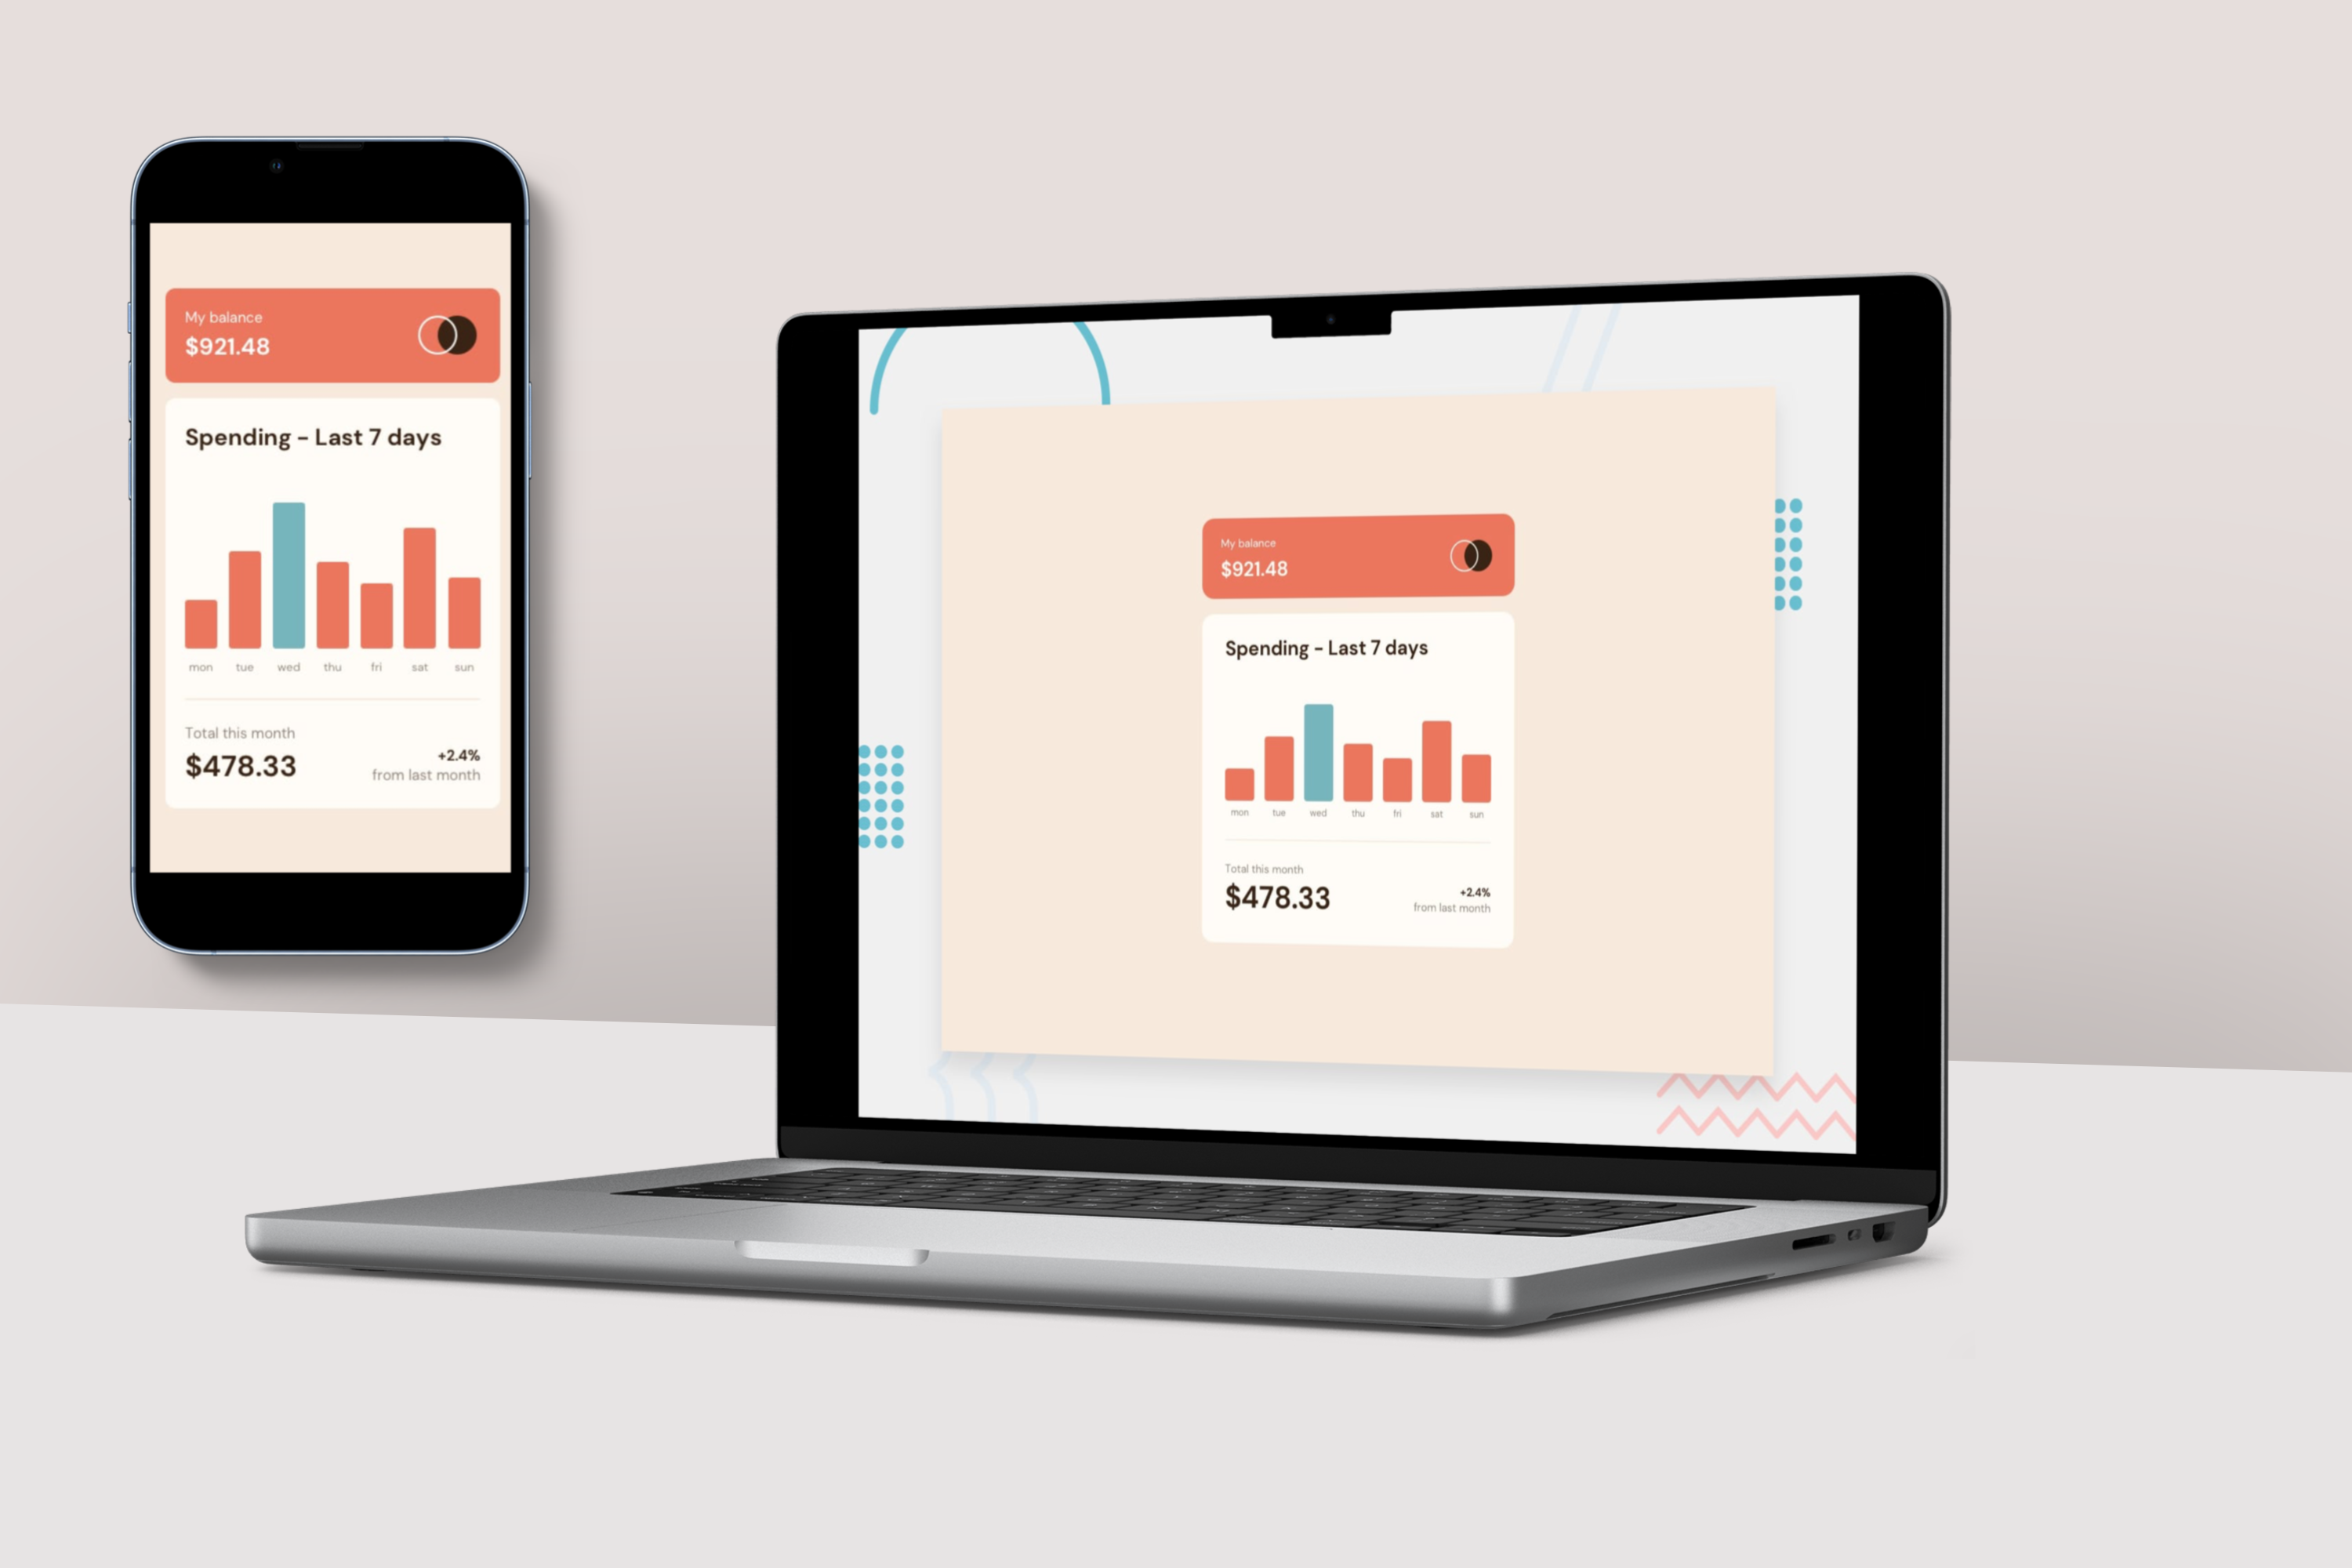 My balance
$921.48
Spending - Last 7 days
mon tue wed thu fri sat sun
Total this month
$478.33
+2.4%
from last month
My balance
$921.48
Spending - Last 7 days
mon tue wed thu fri sat sun
Total this month
$478.33
+2.4%
from last month